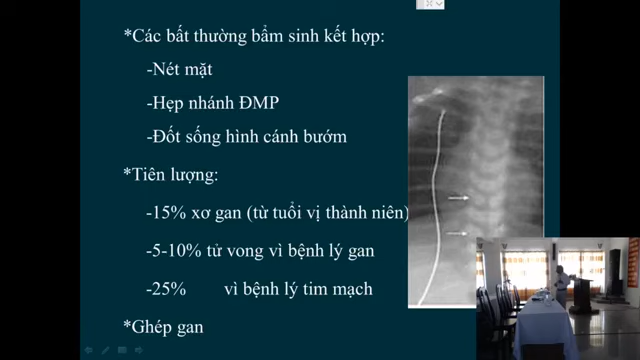 *Các bất thường bẩm sinh kết hợp:
-Nét mặt
-Hẹp nhánh ĐMP
-Đốt sống hình cánh bướm
*Tiên lượng:
-15% xơ gan (từ tuổi vị thành niên)
-5-10% tử vong vì bệnh lý gan
-25% vì bệnh lý tim mạch
*Ghép gan